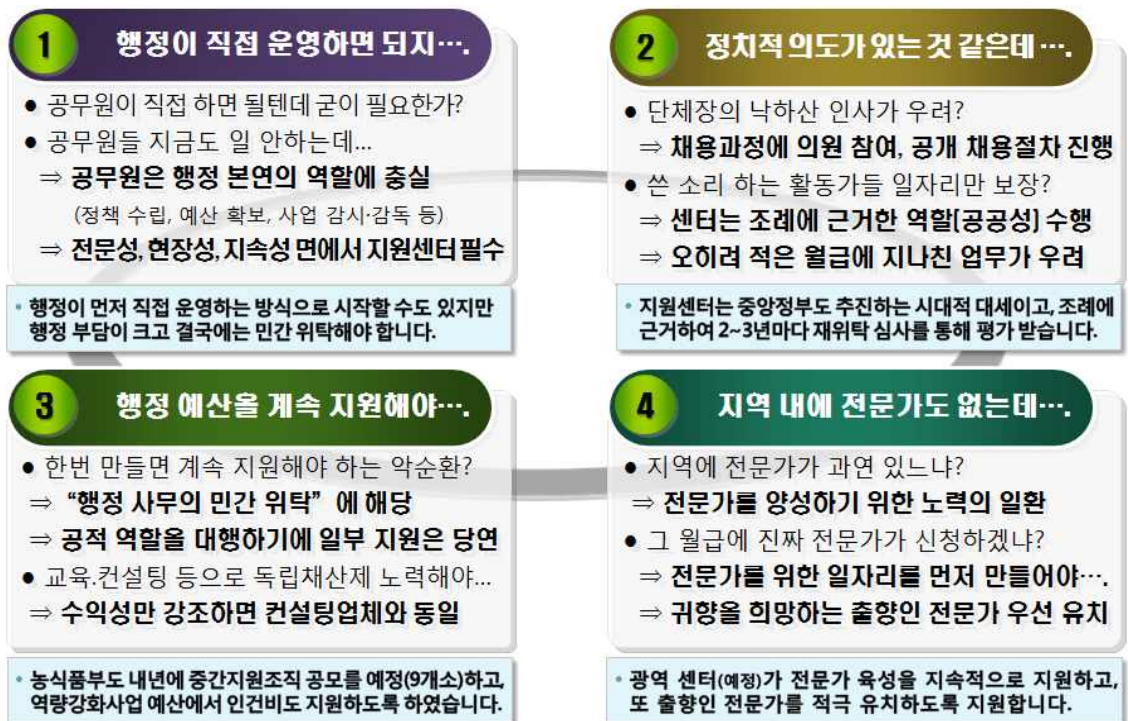 1 행정이 직접 운영하면 되지….
● 공무원이 직접 하면 될텐데 굳이 필요한가?
● 공무원들 지금도 일 안하는데...
⇒ 공무원은 행정 본연의 역할에 충실
(정책 수립, 예산 확보, 사업 감시·감독 등)
⇒ 전문성, 현장성, 지속성 면에서 지원센터 필수
• 행정이 먼저 직접 운영하는 방식으로 시작할 수도 있지만
행정 부담이 크고 결국에는 민간 위탁해야 합니다.
2 정치적 의도가 있는 것 같은데 ….
● 단체장의 낙하산 인사가 우려?
⇒ 채용과정에 의원 참여, 공개 채용절차 진행
● 쓴 소리 하는 활동가들 일자리만 보장?
⇒ 센터는 조례에 근거한 역할[공공성] 수행
⇒ 오히려 적은 월급에 지나친 업무가 우려
• 지원센터는 중앙정부도 추진하는 시대적 대세이고, 조례에
근거하여 2~3년마다 재위탁 심사를 통해 평가 받습니다.
3 행정 예산을 계속 지원해야….
● 한번 만들면 계속 지원해야 하는 악순환?
⇒ “행정 사무의 민간 위탁” 에 해당
⇒ 공적 역할을 대행하기에 일부 지원은 당연
● 교육.컨설팅 등으로 독립채산제 노력해야...
⇒ 수익성만 강조하면 컨설팅업체와 동일
• 농식품부도 내년에 중간지원조직 공모를 예정(9개소)하고,
역량강화사업 예산에서 인건비도 지원하도록 하였습니다.
4 지역 내에 전문가도 없는데….
● 지역에 전문가가 과연 있느냐?
⇒ 전문가를 양성하기 위한 노력의 일환
● 그 월급에 진짜 전문가가 신청하겠냐?
⇒ 전문가를 위한 일자리를 먼저 만들어야….
⇒ 귀향을 희망하는 출향인 전문가 우선 유치
• 광역 센터(예정)가 전문가 육성을 지속적으로 지원하고,
또 출향인 전문가를 적극 유치하도록 지원합니다.